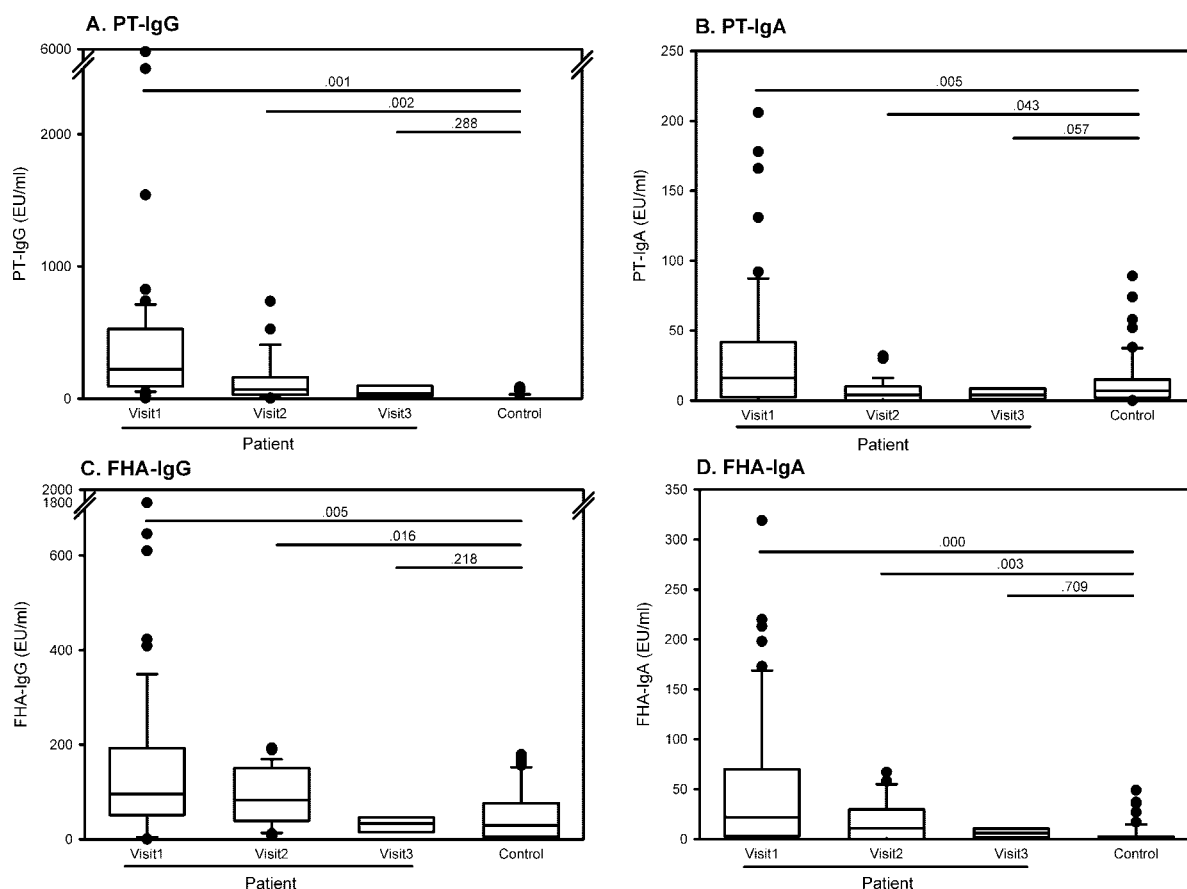 A. PT-IgG
6000
2000
1000
0
PT-IgG (EU/ml)
.001
.002
.288
Visit1 Visit2 Visit3 Control
Patient
B. PT-IgA
250
200
150
100
50
0
PT-IgA (EU/ml)
.005
.043
.057
Visit1 Visit2 Visit3 Control
Patient
C. FHA-IgG
2000
1800
600
400
200
0
FHA-IgG (EU/ml)
.005
.016
.218
Visit1 Visit2 Visit3 Control
Patient
D. FHA-IgA
350
300
250
200
150
100
50
0
FHA-IgA (EU/ml)
.000
.003
.709
Visit1 Visit2 Visit3 Control
Patient